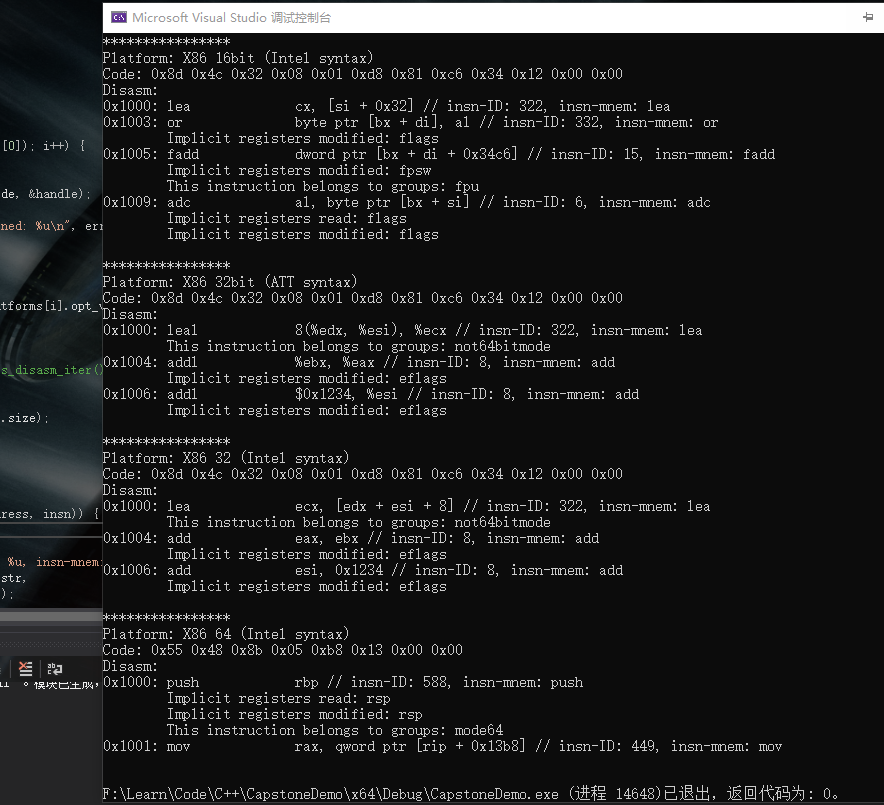 Microsoft Visual Studio 调试控制台
****************
Platform: X86 16bit (Intel syntax)
Code: 0x8d 0x4c 0x32 0x08 0x01 0xd8 0x81 0xc6 0x34 0x12 0x00 0x00
Disasm:
0x1000: lea cx, [si + 0x32] // insn-ID: 322, insn-mnem: lea
0x1003: or byte ptr [bx + di], al // insn-ID: 332, insn-mnem: or
Implicit registers modified: flags
0x1005: fadd dword ptr [bx + di + 0x34c6] // insn-ID: 15, insn-mnem: fadd
Implicit registers modified: fpsw
This instruction belongs to groups: fpu
0x1009: adc al, byte ptr [bx + si] // insn-ID: 6, insn-mnem: adc
Implicit registers read: flags
Implicit registers modified: flags
****************
Platform: X86 32bit (ATT syntax)
Code: 0x8d 0x4c 0x32 0x08 0x01 0xd8 0x81 0xc6 0x34 0x12 0x00 0x00
Disasm:
0x1000: leal 8(%edx, %esi), %ecx // insn-ID: 322, insn-mnem: lea
This instruction belongs to groups: not64bitmode
0x1004: addl %ebx, %eax // insn-ID: 8, insn-mnem: add
Implicit registers modified: eflags
0x1006: addl $0x1234, %esi // insn-ID: 8, insn-mnem: add
Implicit registers modified: eflags
****************
Platform: X86 32 (Intel syntax)
Code: 0x8d 0x4c 0x32 0x08 0x01 0xd8 0x81 0xc6 0x34 0x12 0x00 0x00
Disasm:
0x1000: lea ecx, [edx + esi + 8] // insn-ID: 322, insn-mnem: lea
This instruction belongs to groups: not64bitmode
0x1004: add eax, ebx // insn-ID: 8, insn-mnem: add
Implicit registers modified: eflags
0x1006: add esi, 0x1234 // insn-ID: 8, insn-mnem: add
Implicit registers modified: eflags
****************
Platform: X86 64 (Intel syntax)
Code: 0x55 0x48 0x8b 0x05 0xb8 0x13 0x00 0x00
Disasm:
0x1000: push rbp // insn-ID: 588, insn-mnem: push
Implicit registers read: rsp
Implicit registers modified: rsp
This instruction belongs to groups: mode64
0x1001: mov rax, qword ptr [rip + 0x13b8] // insn-ID: 449, insn-mnem: mov
F:\Learn\Code\C++\CapstoneDemo\x64\Debug\CapstoneDemo.exe (进程 14648)已退出，返回代码为: 0。
[0]); i++) {
de, &handle);
ned: %u\n", err
tforms[i].opt_v
s_disasm_iter()
.size);
ress, insn)) {
%u, insn-mnem:
str,
);
。模块已生成，